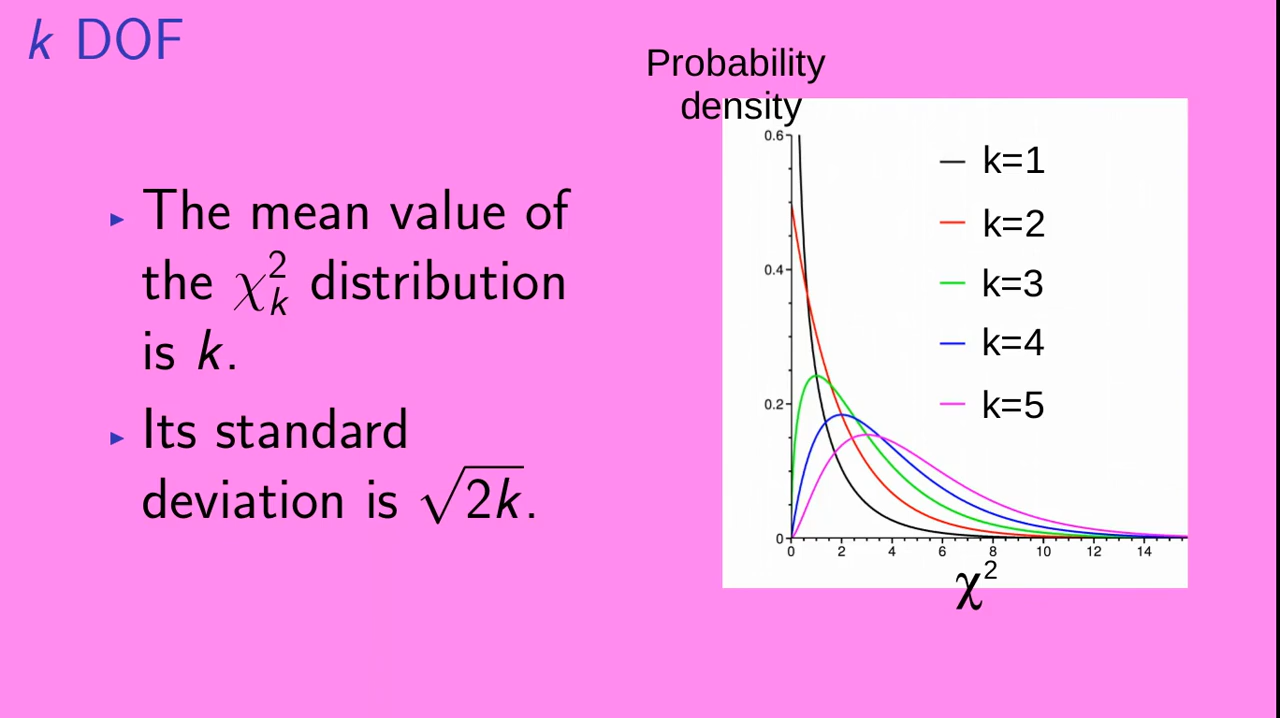 k DOF
▸ The mean value of
the χ²ₖ distribution
is k.
▸ Its standard
deviation is √2k.
Probability
density
0.6
0.4
0.2
0
0 2 4 6 8 10 12 14
χ²
k=1
k=2
k=3
k=4
k=5